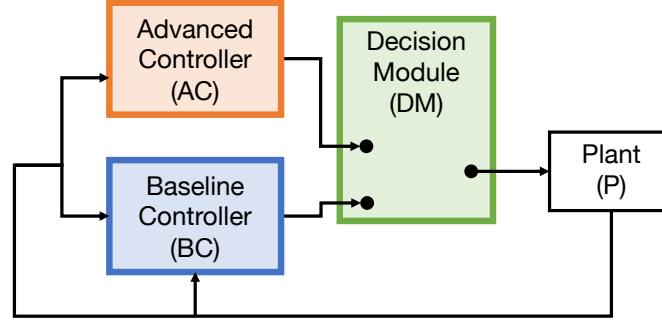 Advanced
Controller
(AC)
Decision
Module
(DM)
Baseline
Controller
(BC)
Plant
(P)